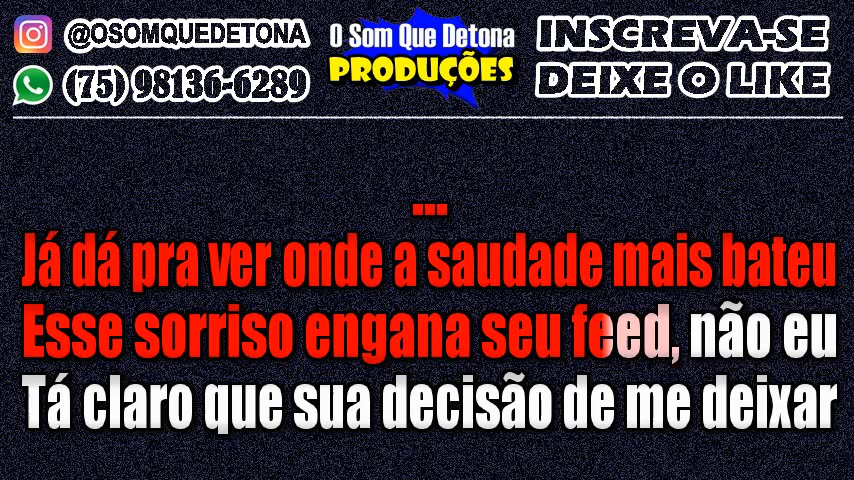 @OSOMQUEDETONA
(75) 98136-6289
O Som Que Detona
PRODUÇÕES
INSCREVA-SE
DEIXE O LIKE
...
Já dá pra ver onde a saudade mais bateu
Esse sorriso engana seu feed, não eu
Tá claro que sua decisão de me deixar